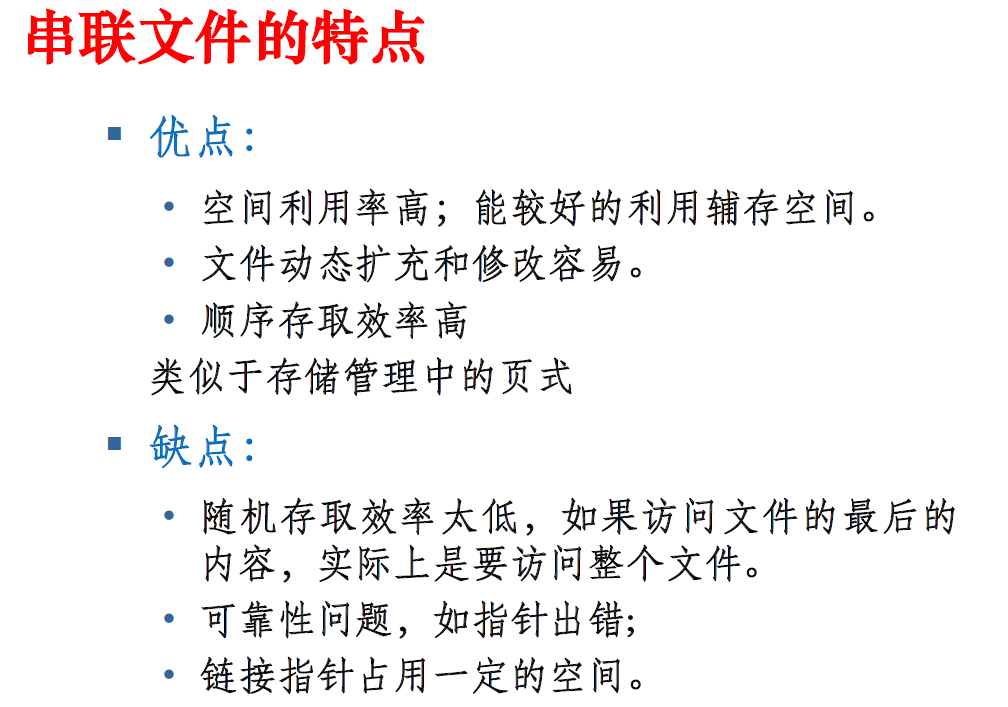 串联文件的特点
▪ 优点：
• 空间利用率高；能较好的利用辅存空间。
• 文件动态扩充和修改容易。
• 顺序存取效率高
类似于存储管理中的页式
▪ 缺点：
• 随机存取效率太低，如果访问文件的最后的
内容，实际上是要访问整个文件。
• 可靠性问题，如指针出错;
• 链接指针占用一定的空间。